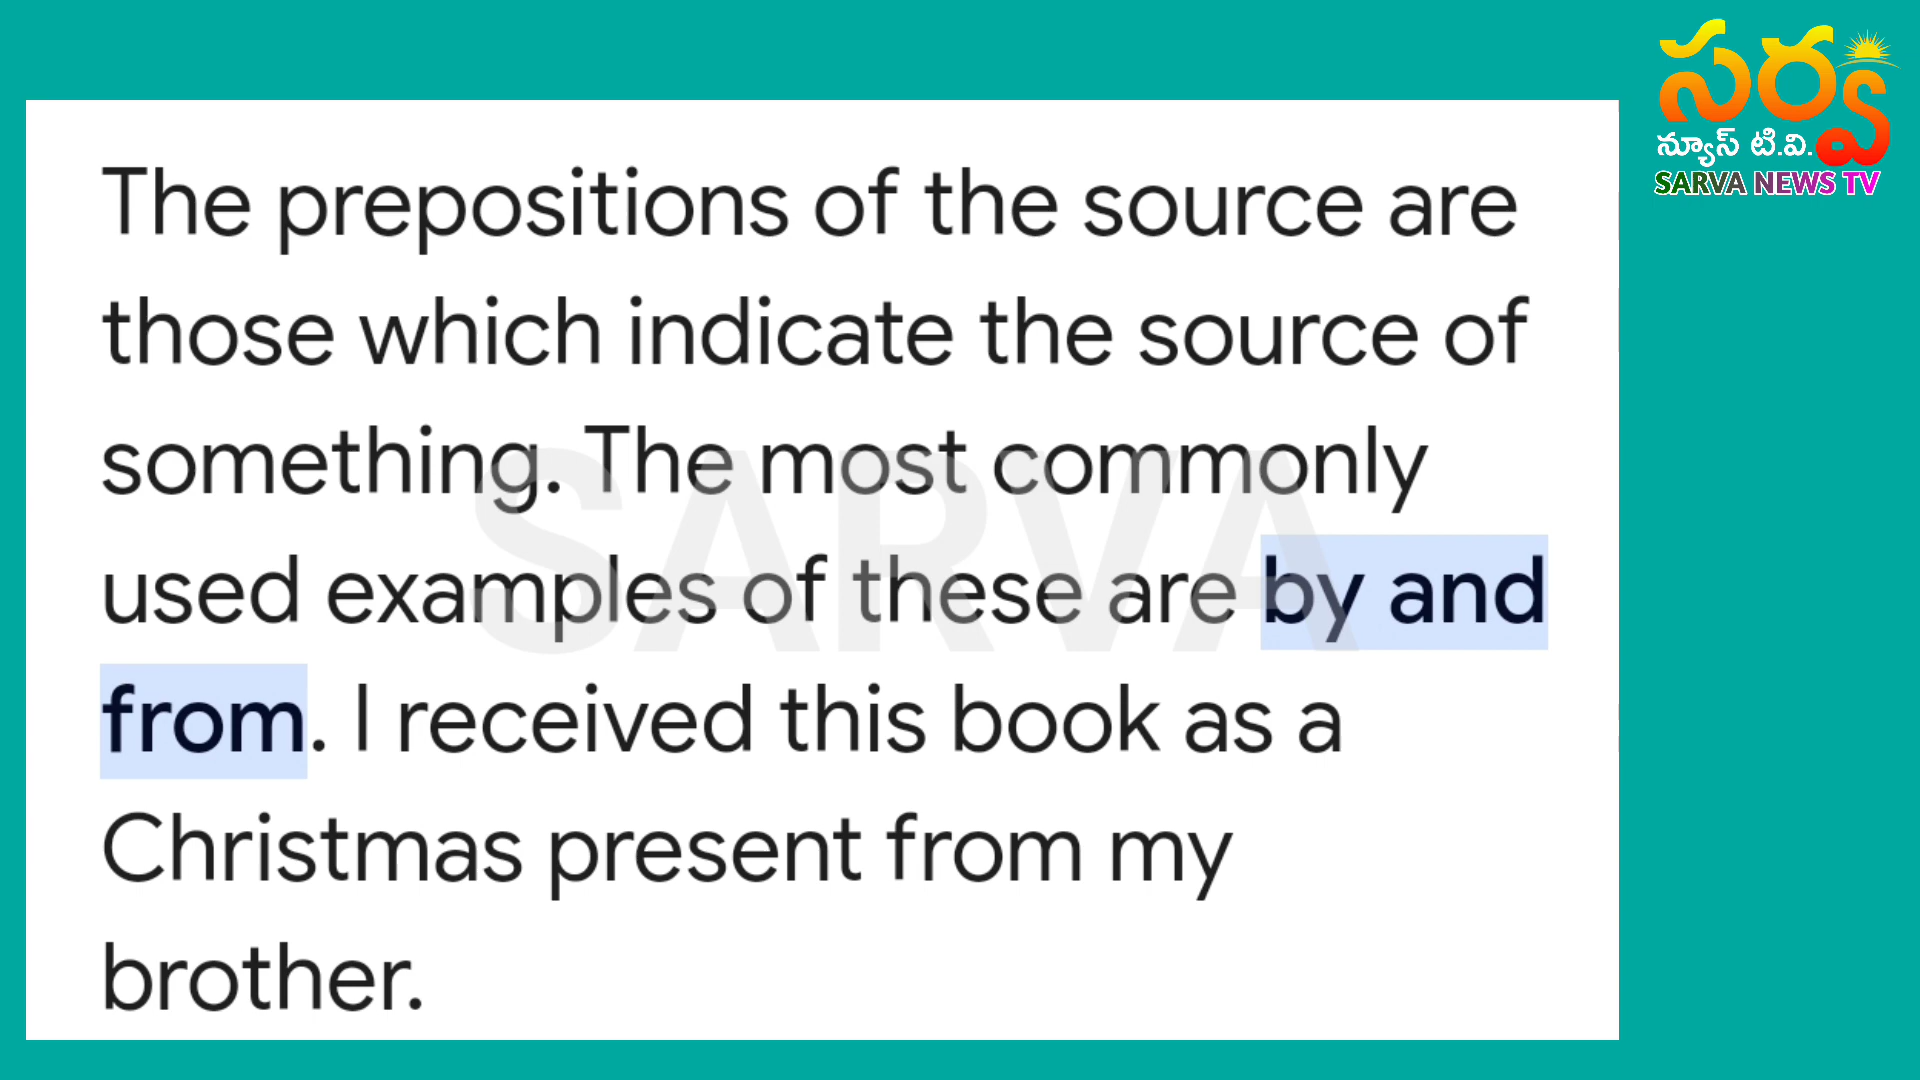 The prepositions of the source are
those which indicate the source of
something. The most commonly
used examples of these are by and
from. I received this book as a
Christmas present from my
brother.
SARVA
సర్వ
న్యూస్ టి.వి.
SARVA NEWS TV